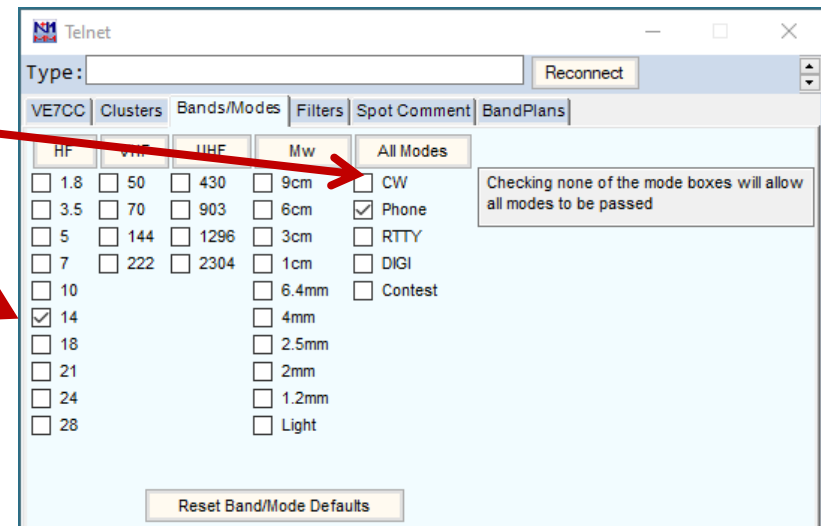 N1MM Telnet
Type: Reconnect
VE7CC Clusters Bands/Modes Filters Spot Comment BandPlans
HF VHF UHF Mw All Modes
1.8 50 430 9cm CW Checking none of the mode boxes will allow
3.5 70 903 6cm Phone all modes to be passed
5 144 1296 3cm RTTY
7 222 2304 1cm DIGI
10 6.4mm Contest
14 4mm
18 2.5mm
21 2mm
24 1.2mm
28 Light
Reset Band/Mode Defaults